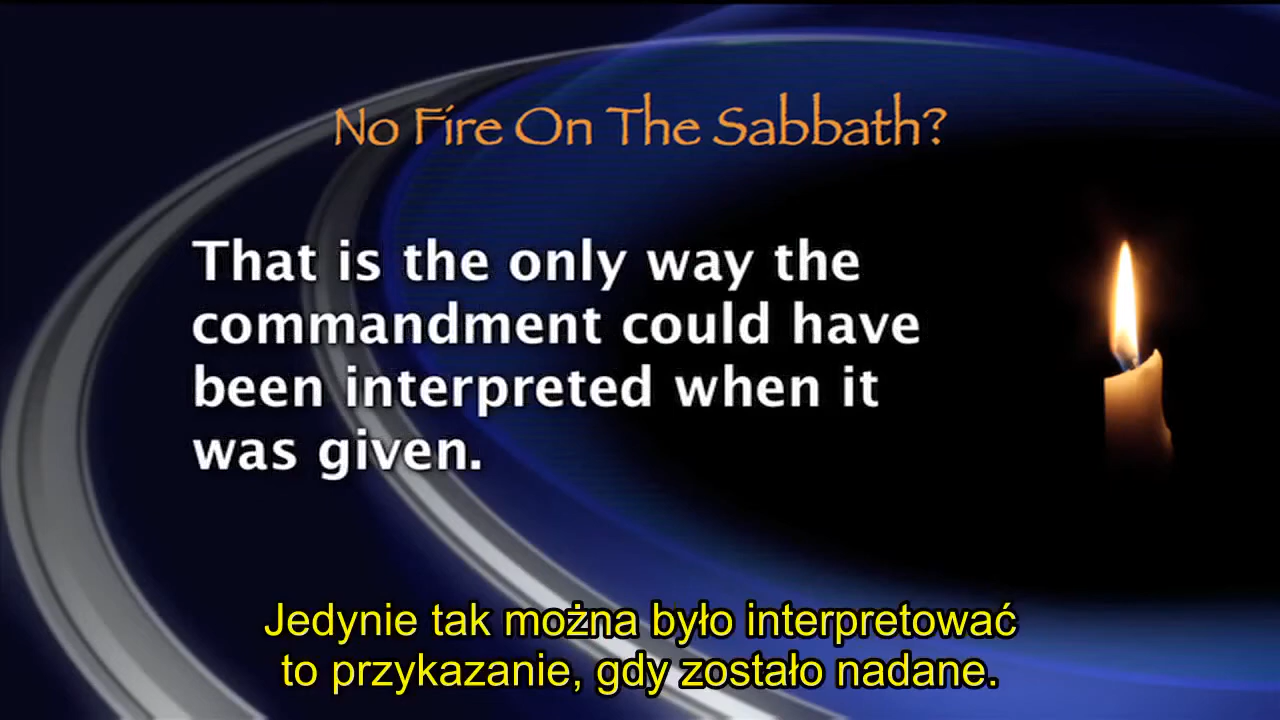 No Fire On The Sabbath?
That is the only way the
commandment could have
been interpreted when it
was given.
Jedynie tak można było interpretować
to przykazanie, gdy zostało nadane.